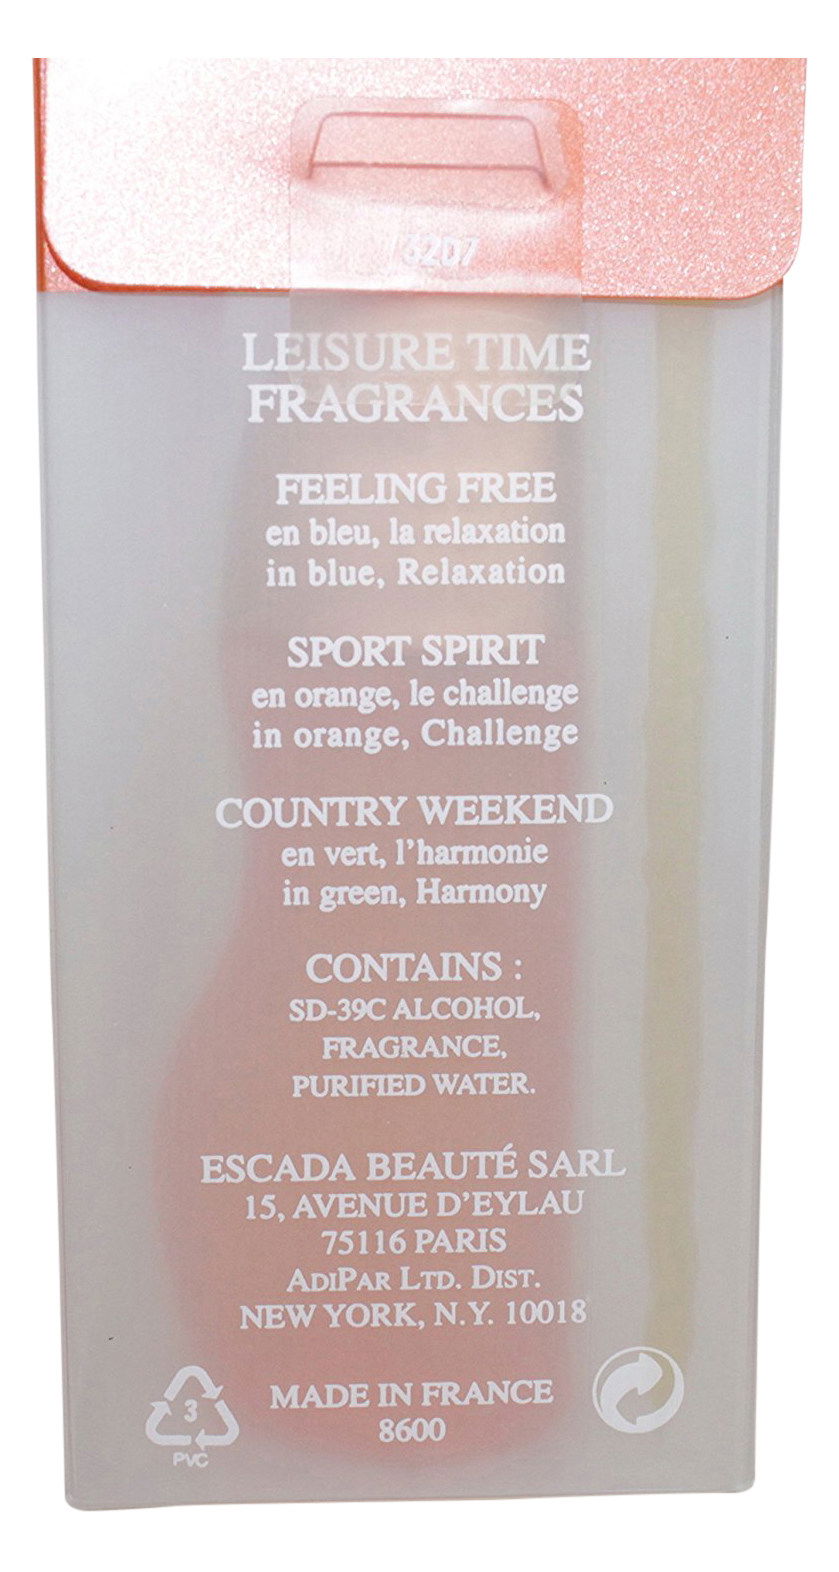 3207
LEISURE TIME
FRAGRANCES
FEELING FREE
en bleu, la relaxation
in blue, Relaxation
SPORT SPIRIT
en orange, le challenge
in orange, Challenge
COUNTRY WEEKEND
en vert, l'harmonie
in green, Harmony
CONTAINS :
SD-39C ALCOHOL,
FRAGRANCE,
PURIFIED WATER.
ESCADA BEAUTÉ SARL
15, AVENUE D'EYLAU
75116 PARIS
ADIPAR LTD. DIST.
NEW YORK, N.Y. 10018
MADE IN FRANCE
8600
3
PVC